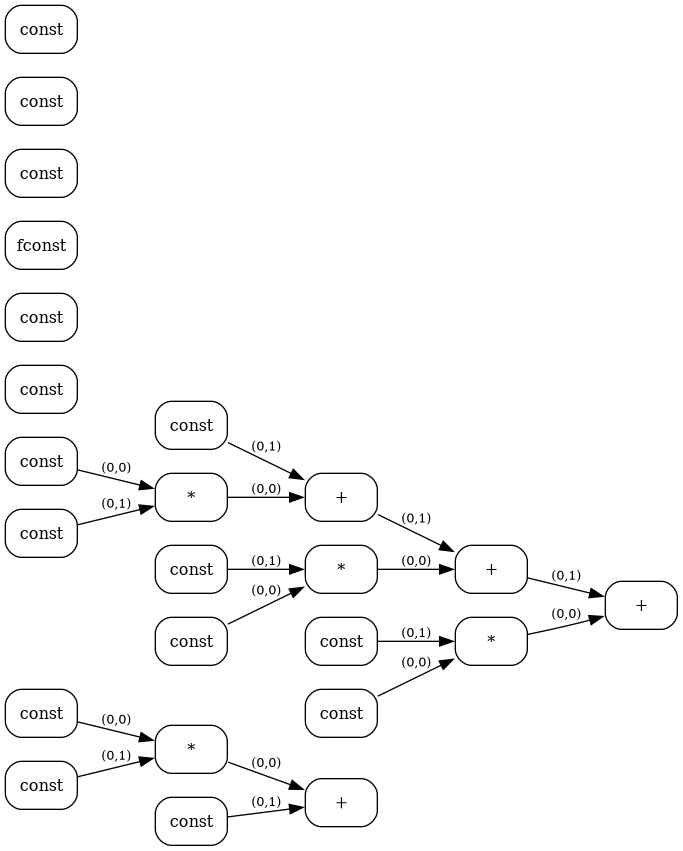 const
const
const
fconst
const
const
const
(0,1)
const
(0,0)
*
(0,0)
+
(0,1)
const
(0,1)
const
(0,1)
*
(0,0)
+
(0,1)
(0,0)
+
const
const
(0,1)
*
(0,0)
(0,0)
const
const
(0,0)
*
(0,0)
const
(0,1)
const
(0,1)
+